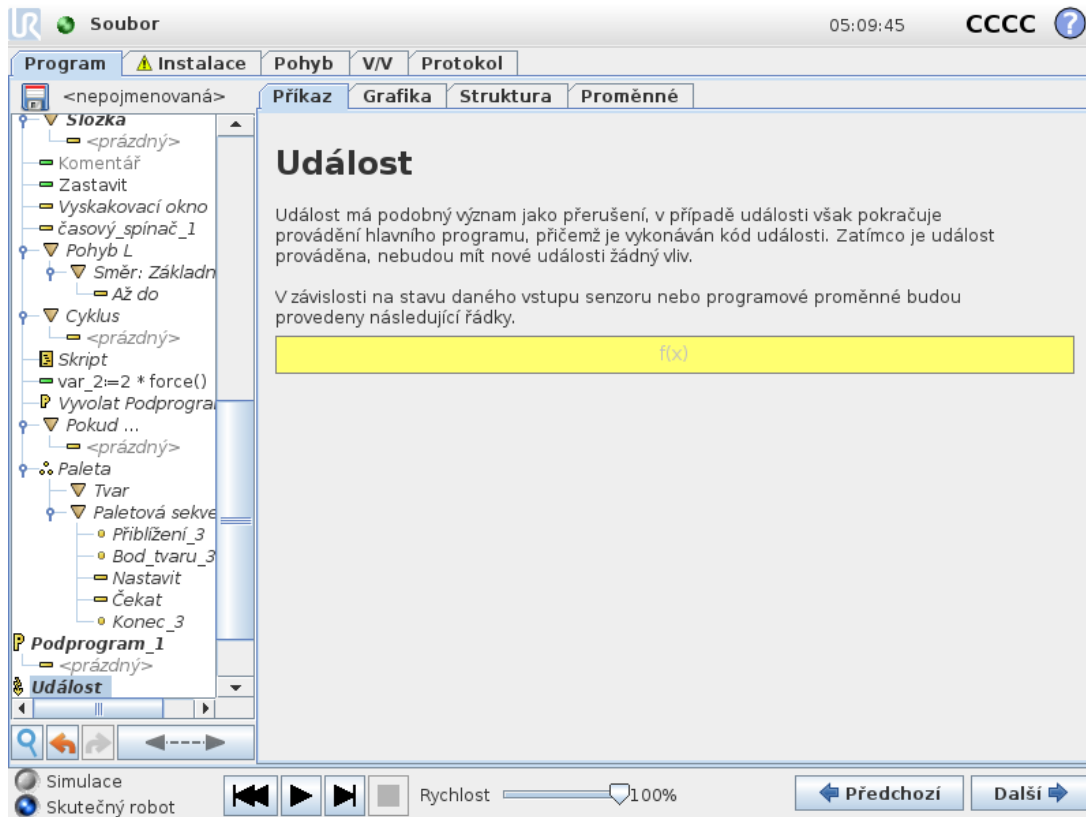 Soubor
05:09:45
CCCC
?
Program
Instalace
Pohyb
V/V
Protokol
<nepojmenovaná>
Příkaz
Grafika
Struktura
Proměnné
Složka
<prázdný>
Komentář
Zastavit
Vyskakovací okno
časový_spínač_1
Pohyb L
Směr: Základn
Až do
Cyklus
<prázdný>
Skript
var_2≔2 * force()
Vyvolat Podprogra
Pokud ...
<prázdný>
Paleta
Tvar
Paletová sekve
Přiblížení_3
Bod_tvaru_3
Nastavit
Čekat
Konec_3
P Podprogram_1
<prázdný>
Událost
Událost
Událost má podobný význam jako přerušení, v případě události však pokračuje
provádění hlavního programu, přičemž je vykonáván kód události. Zatímco je událost
prováděna, nebudou mít nové události žádný vliv.
V závislosti na stavu daného vstupu senzoru nebo programové proměnné budou
provedeny následující řádky.
f(x)
Simulace
Skutečný robot
Rychlost
100%
Předchozí
Další